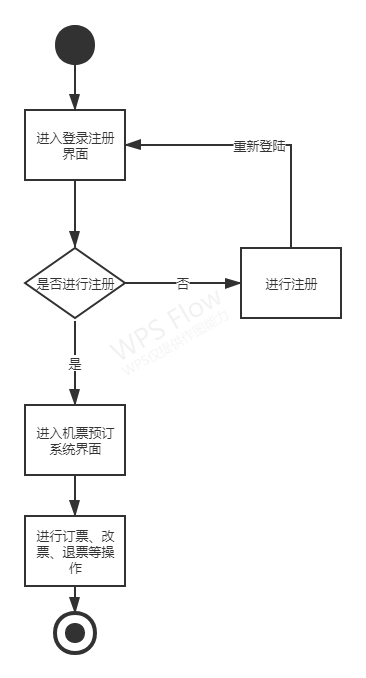 进入登录注册
界面
重新登陆
是否进行注册
否
进行注册
WPS Flow
是
进入机票预订
系统界面
进行订票、改
票、退票等操
作